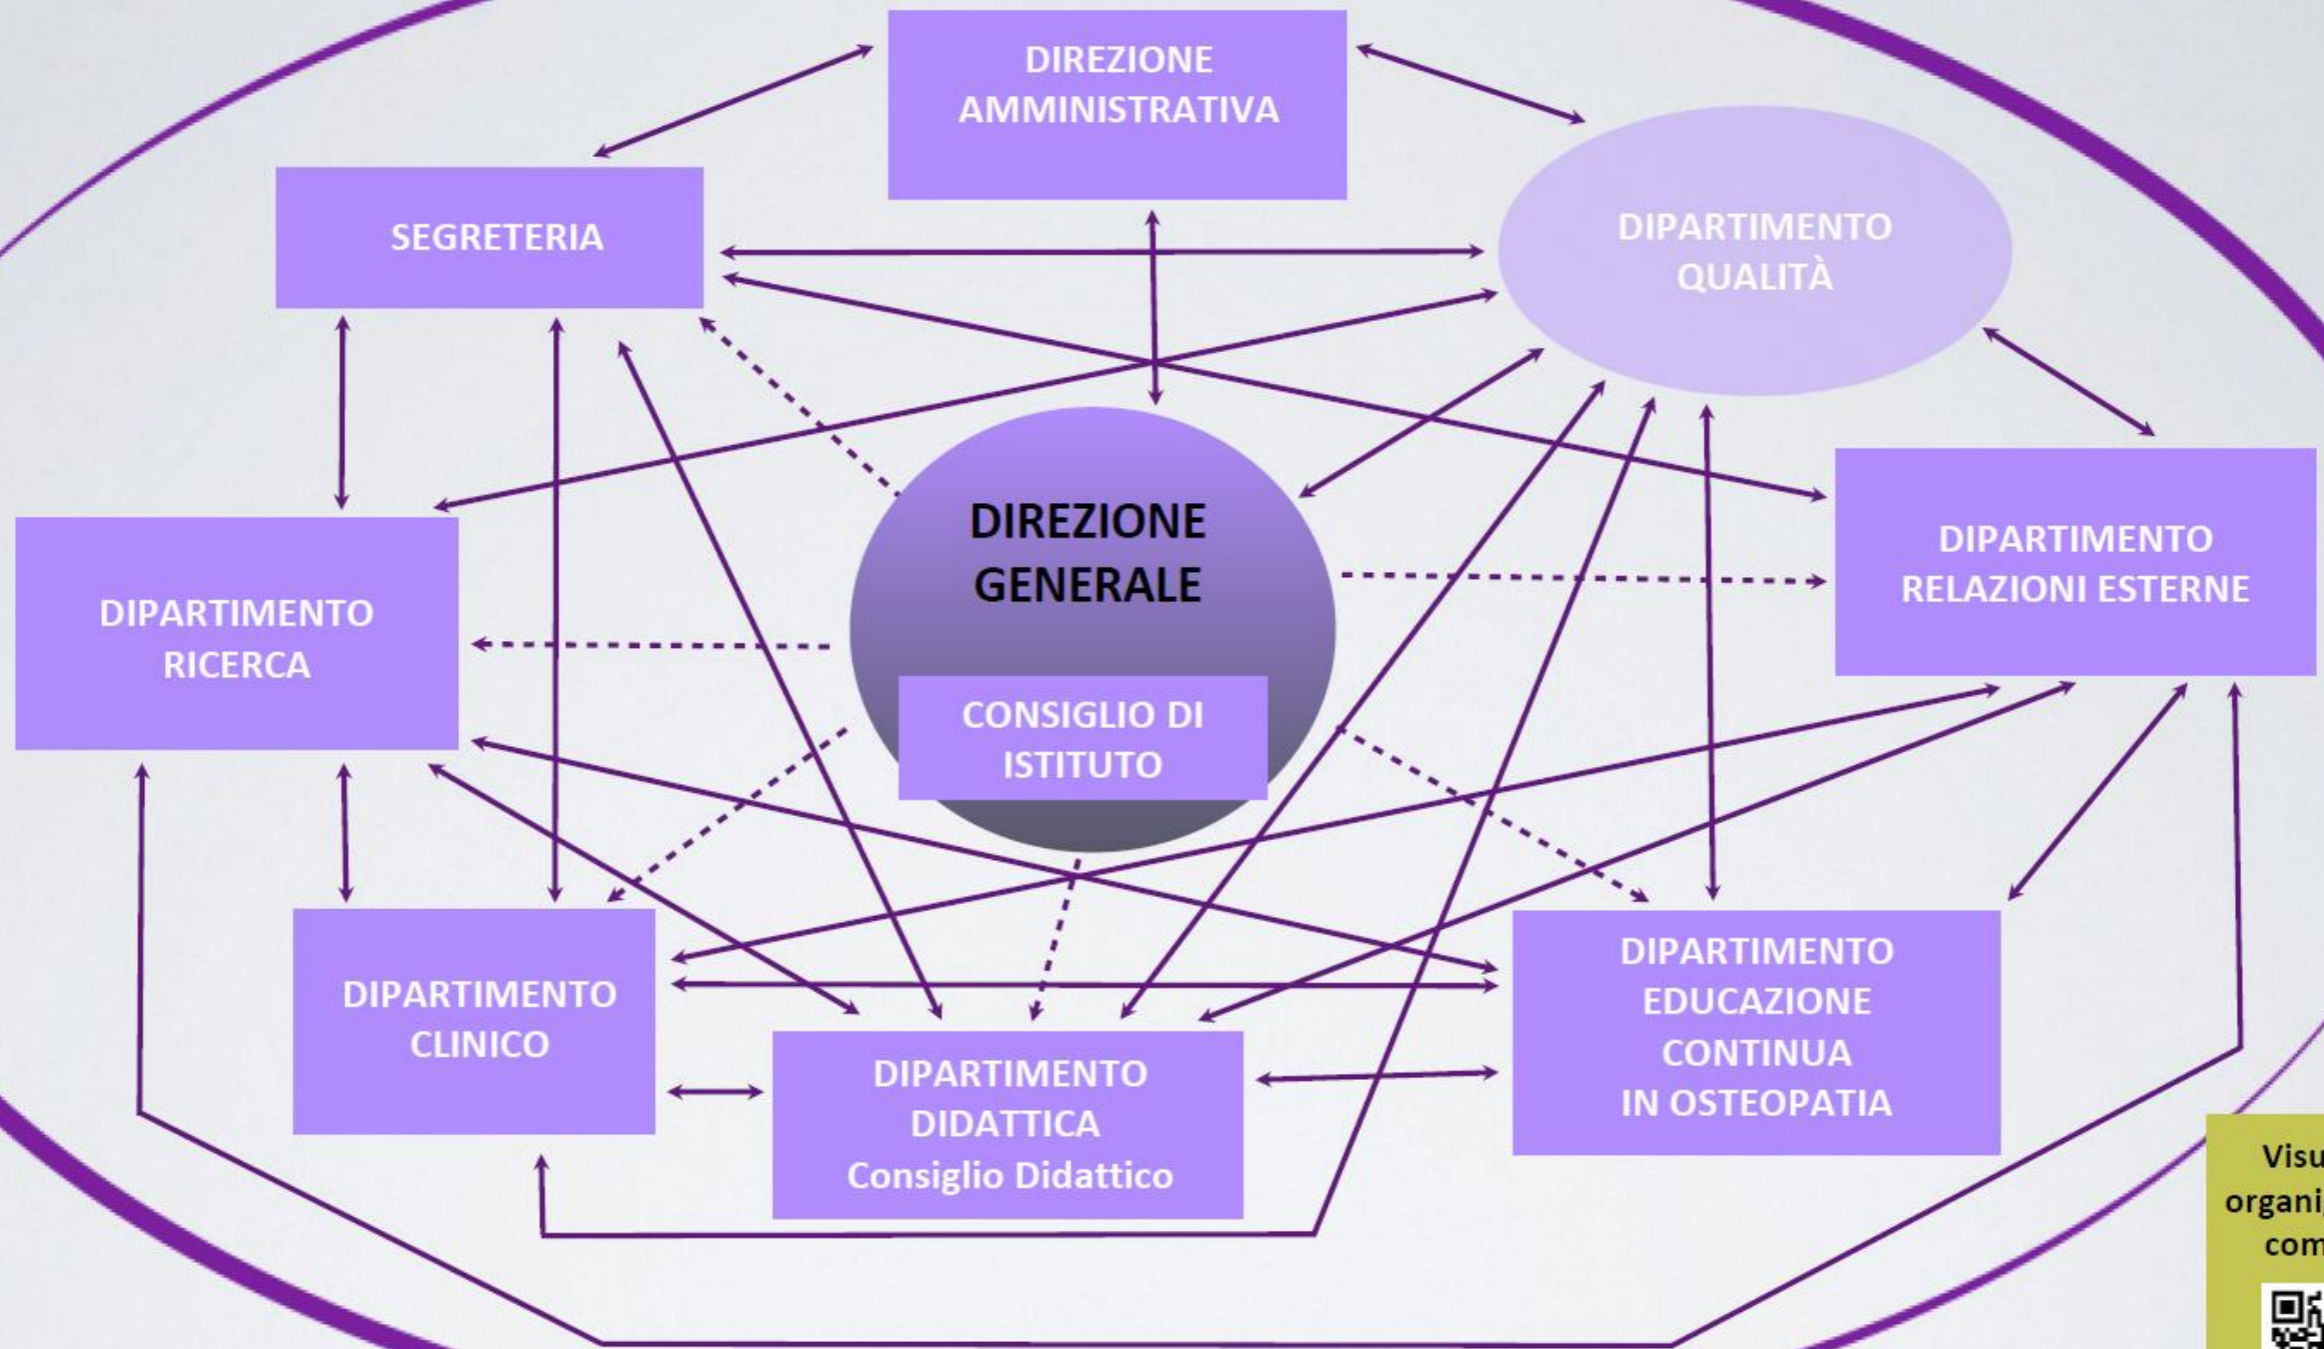 DIREZIONE
AMMINISTRATIVA
SEGRETERIA
DIPARTIMENTO
QUALITÀ
DIREZIONE
GENERALE
CONSIGLIO DI
ISTITUTO
DIPARTIMENTO
RELAZIONI ESTERNE
DIPARTIMENTO
RICERCA
DIPARTIMENTO
CLINICO
DIPARTIMENTO
DIDATTICA
Consiglio Didattico
DIPARTIMENTO
EDUCAZIONE
CONTINUA
IN OSTEOPATIA